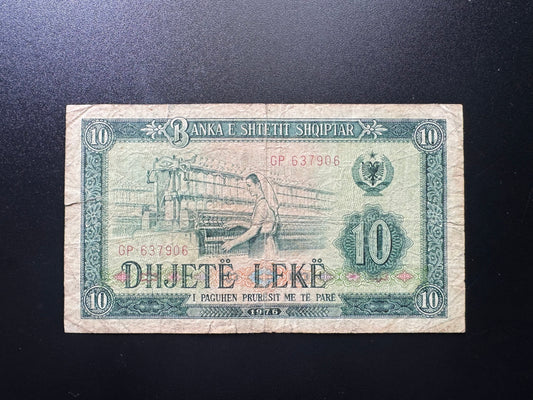 10 BANKA E SHTETIT SHQIPTAR 10
GP 637906
GP 637906
10
DHJETË LEKË
10 I PAGUHEN PRURËSIT ME TË PARË 10
1976